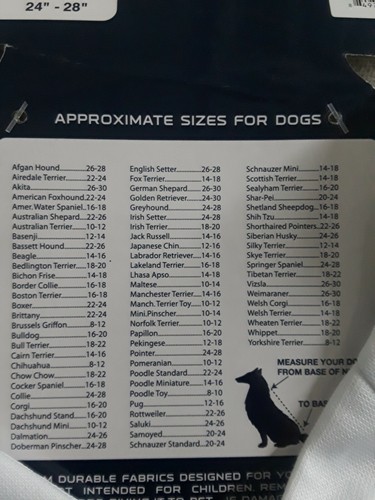 24" - 28"
APPROXIMATE SIZES FOR DOGS
Afgan Hound............26-28
Airedale Terrier.........22-24
Akita........................26-30
American Foxhound.22-24
Amer.Water Spaniel..16-18
Australian Shepard...22-26
Australian Terrier......10-12
Basenji.....................12-14
Bassett Hound..........22-26
Beagle......................14-16
Bedlington Terrier.....18-20
Bichon Frise..............14-18
Border Collie.............16-18
Boston Terrier...........16-18
Boxer........................22-24
Brittany....................22-24
Brussels Griffon.........8-12
Bulldog.....................16-20
Bull Terrier................18-22
Cairn Terrier..............14-16
Chihuahua.................8-12
Chow Chow...............18-22
Cocker Spaniel..........16-18
Collie........................24-28
Corgi.........................16-20
Dachshund Stand.....16-20
Dachshund Mini........10-12
Dalmation.................24-26
Doberman Pinscher..24-28
English Setter............26-28
Fox Terrier.................14-18
German Shepard.......26-30
Golden Retriever........24-30
Greyhound................24-28
Irish Setter.................24-28
Irish Terrier................18-20
Jack Russell...............14-16
Japanese Chin...........12-16
Labrador Retriever.....14-16
Lakeland Terrier.........16-18
Lhasa Apso................14-18
Maltese.....................10-14
Manchester Terrier....14-16
Manch.Terrier Toy.....10-12
Mini.Pinscher............10-14
Norfolk Terrier...........10-12
Papillon.....................16-20
Pekingese..................12-18
Pointer.......................24-28
Pomeranian...............10-12
Poodle Standard........22-24
Poodle Miniature.......14-16
Poodle Toy.................8-10
Pug............................12-16
Rottweiler..................22-26
Saluki........................24-26
Samoyed...................20-24
Schnauzer Standard..20-24
Schnauzer Mini.........14-18
Scottish Terrier..........14-18
Sealyham Terrier.......16-20
Shar-Pei....................20-24
Shetland Sheepdog...16-18
Shih Tzu....................14-18
Shorthaired Pointer..22-26
Siberian Husky..........24-26
Silky Terrier...............12-14
Skye Terrier...............18-20
Springer Spaniel........24-28
Tibetan Terrier...........18-22
Vizsla........................26-30
Weimaraner...............26-30
Welsh Corgi...............16-18
Welsh Terrier..............14-18
Wheaten Terrier.........18-22
Whippet.....................18-20
Yorkshire Terrier.........8-12
MEASURE YOUR
FROM BASE OF
TO
DURABLE FABRICS DESIGNED FOR
INTENDED FOR CHILDREN.